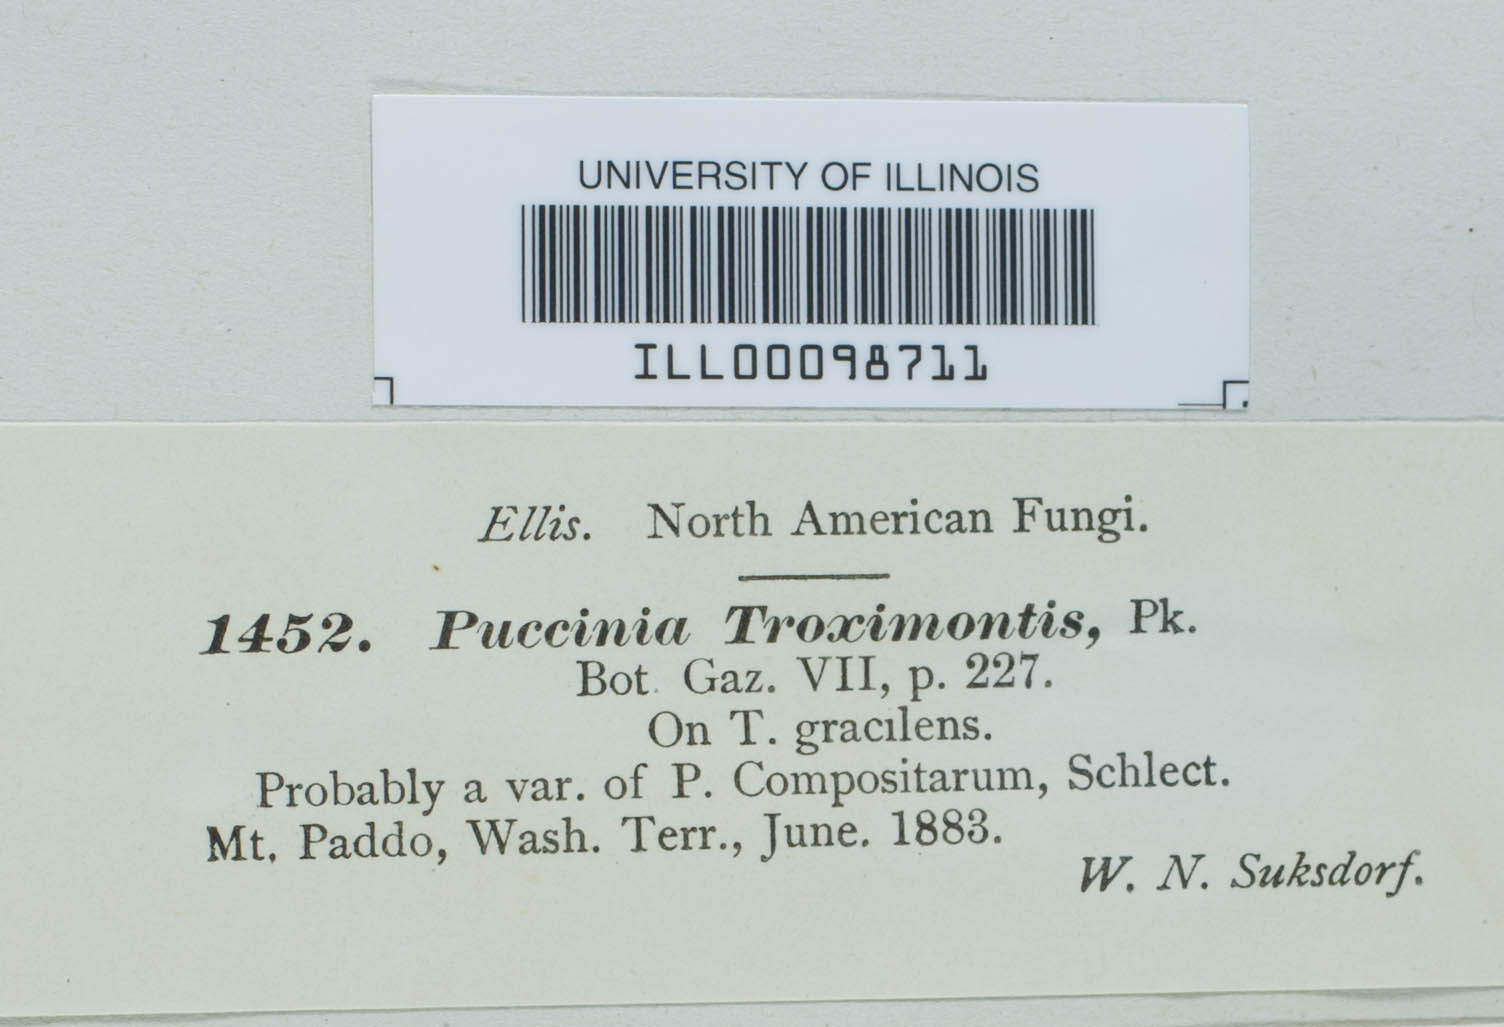 UNIVERSITY OF ILLINOIS
ILL00098711
Ellis. North American Fungi.
1452. Puccinia Troximontis, Pk.
Bot. Gaz. VII, p. 227.
On T. gracilens.
Probably a var. of P. Compositarum, Schlect.
Mt. Paddo, Wash. Terr., June. 1883.
W. N. Suksdorf.